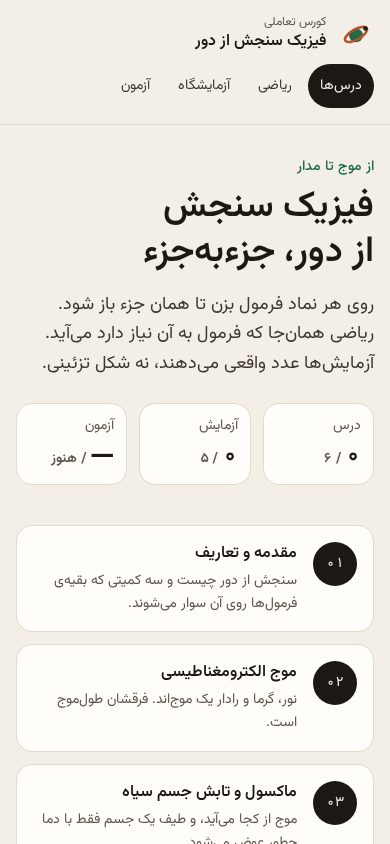 کورس تعاملی
فیزیک سنجش از دور
درس‌ها
ریاضی
آزمایشگاه
آزمون
از موج تا مدار
فیزیک سنجش
از دور، جزءبه‌جزء
روی هر نماد فرمول بزن تا همان جزء باز شود.
ریاضی همان‌جا که فرمول به آن نیاز دارد می‌آید.
آزمایش‌ها عدد واقعی می‌دهند، نه شکل تزئینی.
درس
۰ / ۶
آزمایش
۰ / ۵
آزمون
— / هنوز
۰۱
مقدمه و تعاریف
سنجش از دور چیست و سه کمیتی که بقیه‌ی
فرمول‌ها روی آن سوار می‌شوند.
۰۲
موج الکترومغناطیسی
نور، گرما و رادار یک موج‌اند. فرقشان طول‌موج
است.
۰۳
ماکسول و تابش جسم سیاه
موج از کجا می‌آید، و طیف یک جسم فقط با دما
چطور عوض می‌شود.